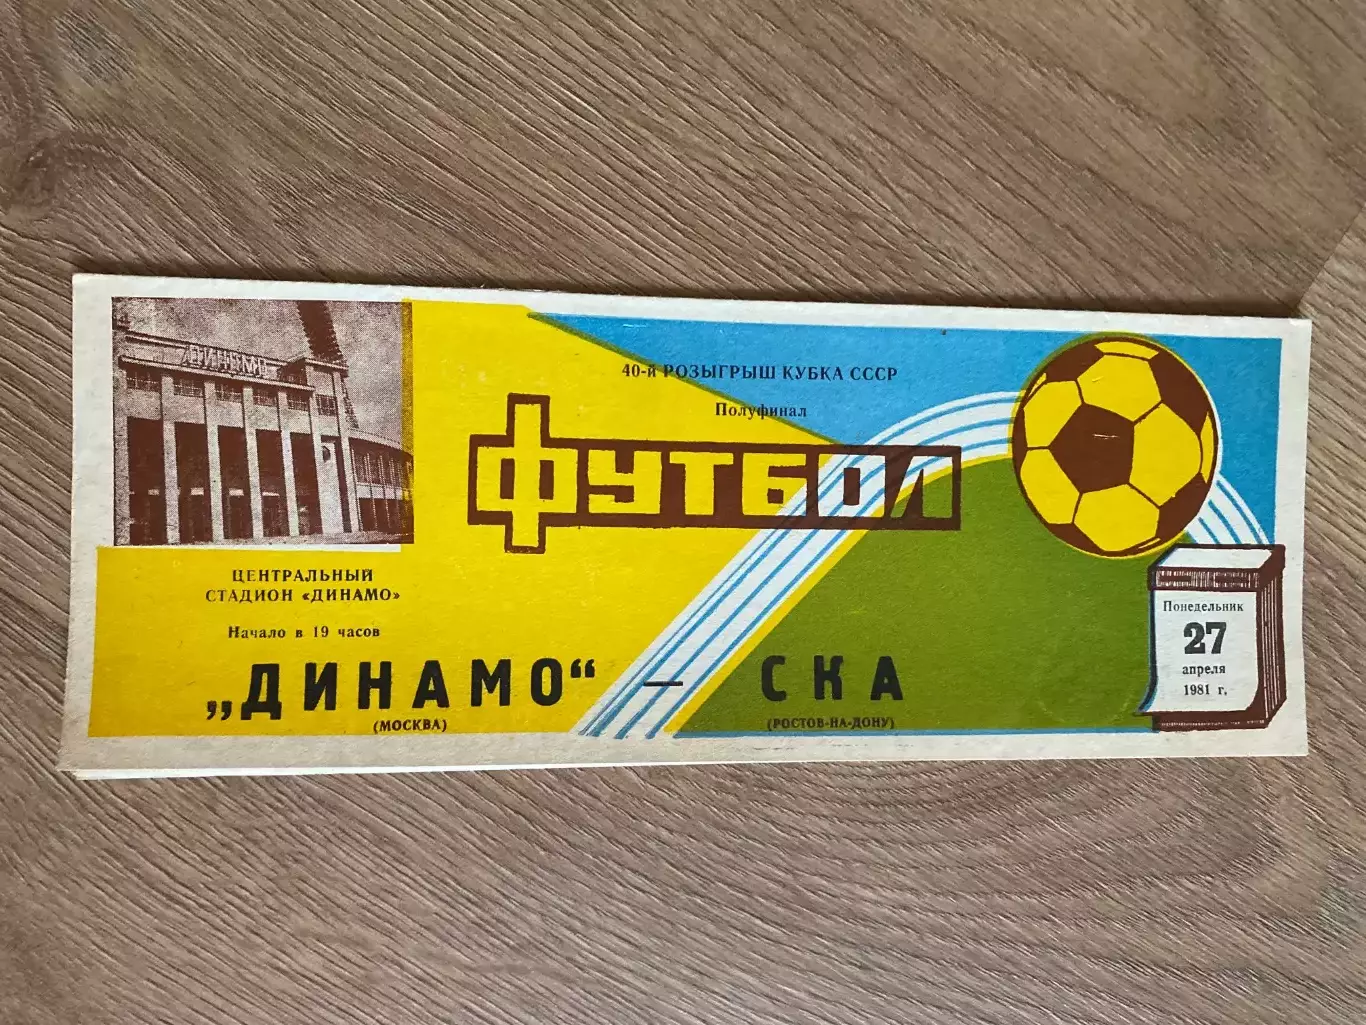 ДИНАМО
40-й РОЗЫГРЫШ КУБКА СССР
Полуфинал
ФУТБОЛ
ЦЕНТРАЛЬНЫЙ
СТАДИОН «ДИНАМО»
Начало в 19 часов
„ДИНАМО“ — СКА
(МОСКВА) (РОСТОВ-НА-ДОНУ)
Понедельник
27
апреля
1981 г.